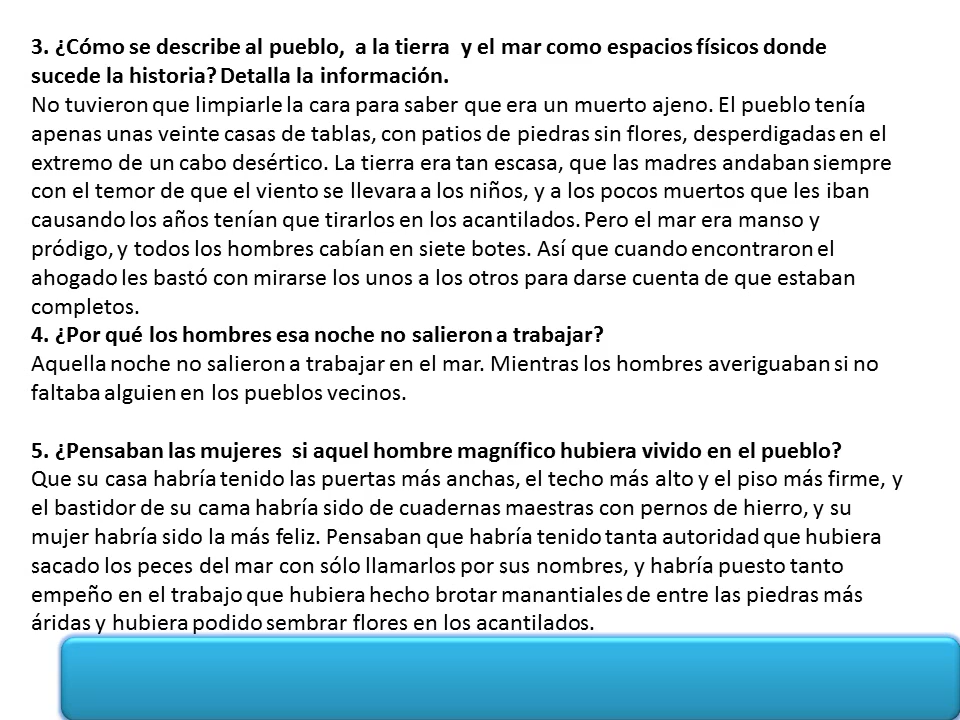 3. ¿Cómo se describe al pueblo, a la tierra y el mar como espacios físicos donde
sucede la historia? Detalla la información.
No tuvieron que limpiarle la cara para saber que era un muerto ajeno. El pueblo tenía
apenas unas veinte casas de tablas, con patios de piedras sin flores, desperdigadas en el
extremo de un cabo desértico. La tierra era tan escasa, que las madres andaban siempre
con el temor de que el viento se llevara a los niños, y a los pocos muertos que les iban
causando los años tenían que tirarlos en los acantilados. Pero el mar era manso y
pródigo, y todos los hombres cabían en siete botes. Así que cuando encontraron el
ahogado les bastó con mirarse los unos a los otros para darse cuenta de que estaban
completos.
4. ¿Por qué los hombres esa noche no salieron a trabajar?
Aquella noche no salieron a trabajar en el mar. Mientras los hombres averiguaban si no
faltaba alguien en los pueblos vecinos.
5. ¿Pensaban las mujeres si aquel hombre magnífico hubiera vivido en el pueblo?
Que su casa habría tenido las puertas más anchas, el techo más alto y el piso más firme, y
el bastidor de su cama habría sido de cuadernas maestras con pernos de hierro, y su
mujer habría sido la más feliz. Pensaban que habría tenido tanta autoridad que hubiera
sacado los peces del mar con sólo llamarlos por sus nombres, y habría puesto tanto
empeño en el trabajo que hubiera hecho brotar manantiales de entre las piedras más
áridas y hubiera podido sembrar flores en los acantilados.